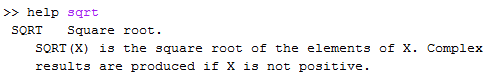 >> help sqrt
SQRT   Square root.
SQRT(X) is the square root of the elements of X. Complex
results are produced if X is not positive.